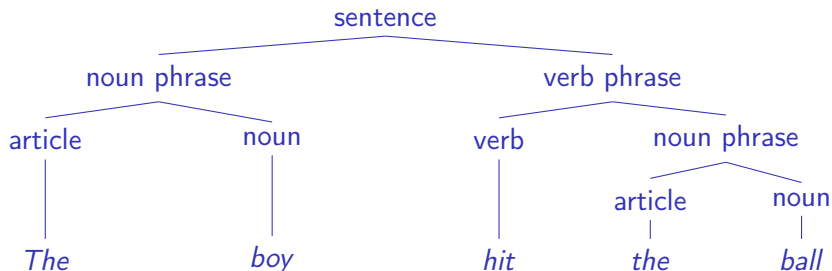 sentence
noun phrase verb phrase
article noun verb noun phrase
article noun
The boy hit the ball